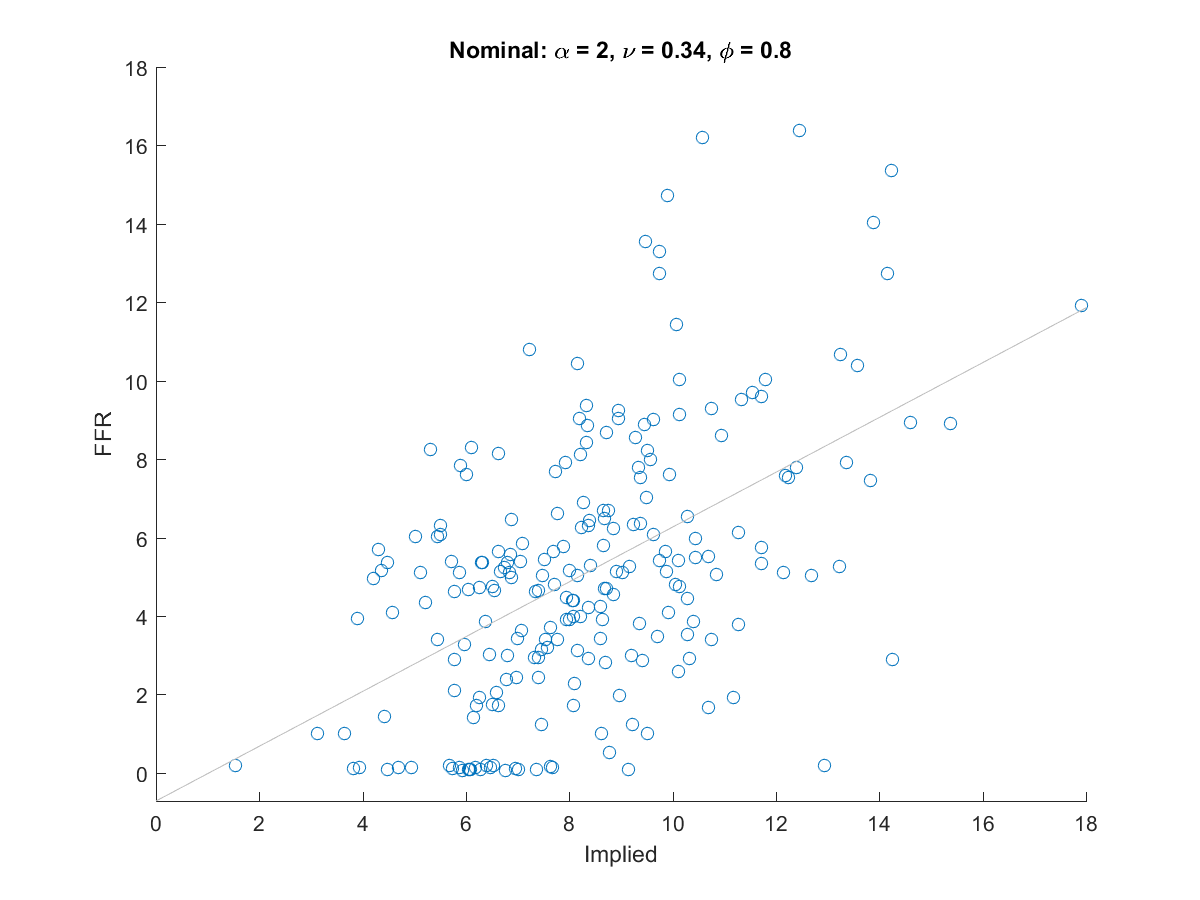 Nominal: α = 2, ν = 0.34, ϕ = 0.8
18
16
14
12
10
8
6
4
2
0
FFR
0 2 4 6 8 10 12 14 16 18
Implied